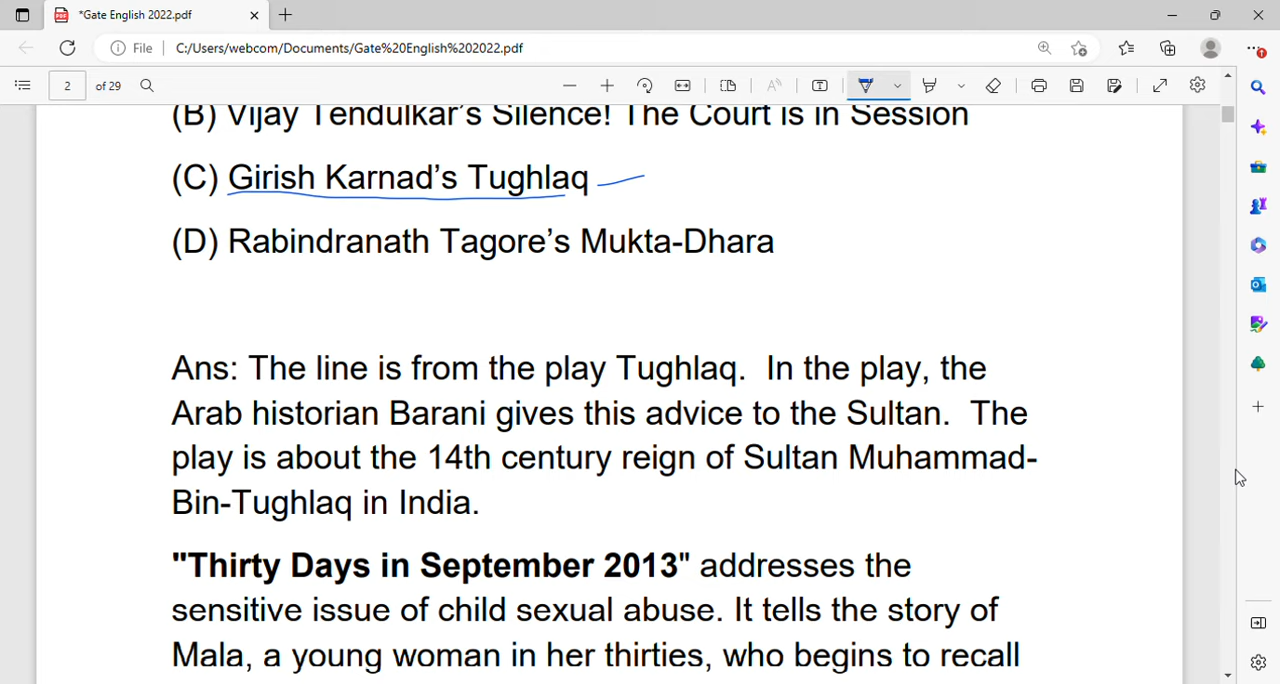 *Gate English 2022.pdf
File
C:/Users/webcom/Documents/Gate%20English%202022.pdf
2 of 29
(B) Vijay Tendulkar's Silence! The Court is in Session
(C) Girish Karnad's Tughlaq
(D) Rabindranath Tagore's Mukta-Dhara
Ans: The line is from the play Tughlaq. In the play, the
Arab historian Barani gives this advice to the Sultan. The
play is about the 14th century reign of Sultan Muhammad-
Bin-Tughlaq in India.
"Thirty Days in September 2013" addresses the
sensitive issue of child sexual abuse. It tells the story of
Mala, a young woman in her thirties, who begins to recall